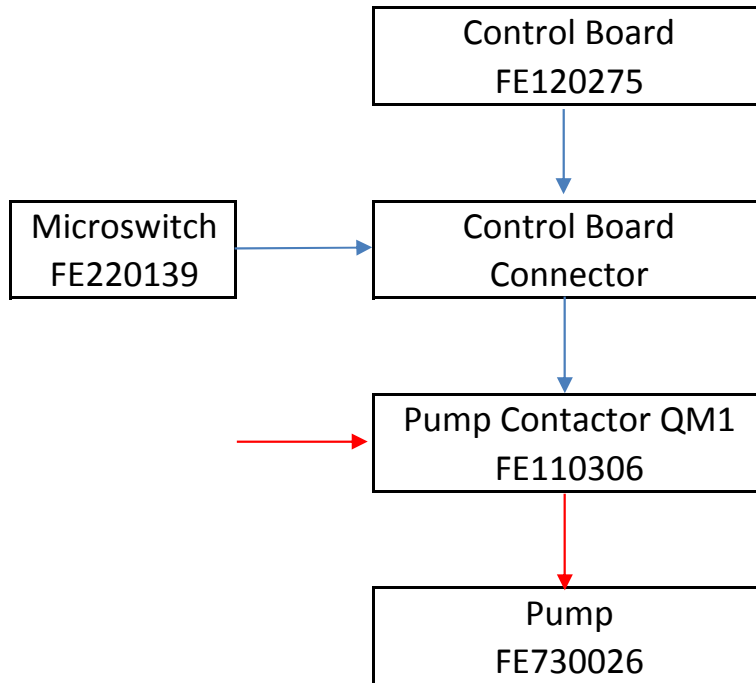 Control Board
FE120275
Microswitch
FE220139
Control Board
Connector
Pump Contactor QM1
FE110306
Pump
FE730026